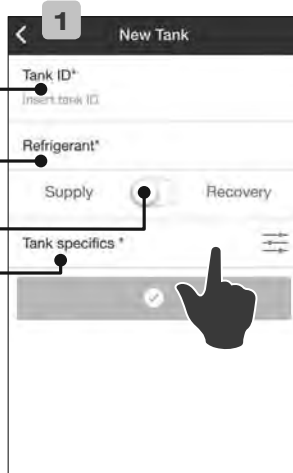 1
New Tank
Tank ID*
Insert tank ID
Refrigerant*
Supply Recovery
Tank specifics *